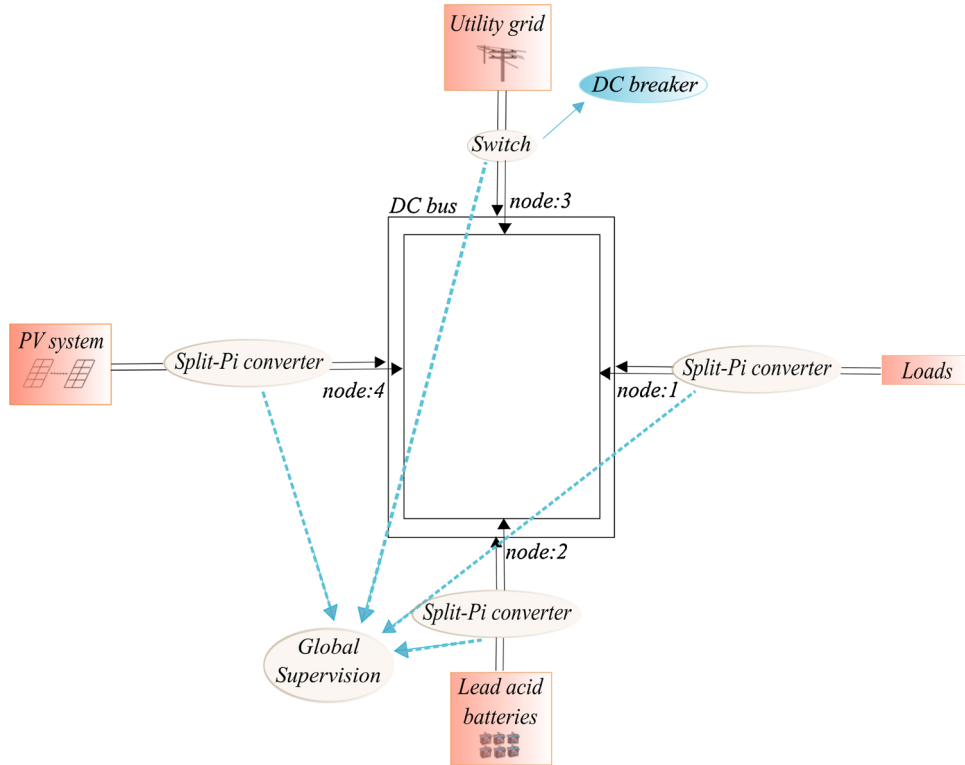 Utility grid
DC breaker
Switch
DC bus
node:3
PV system
Split-Pi converter
node:4
Split-Pi converter
node:1
Loads
node:2
Split-Pi converter
Global
Supervision
Lead acid
batteries